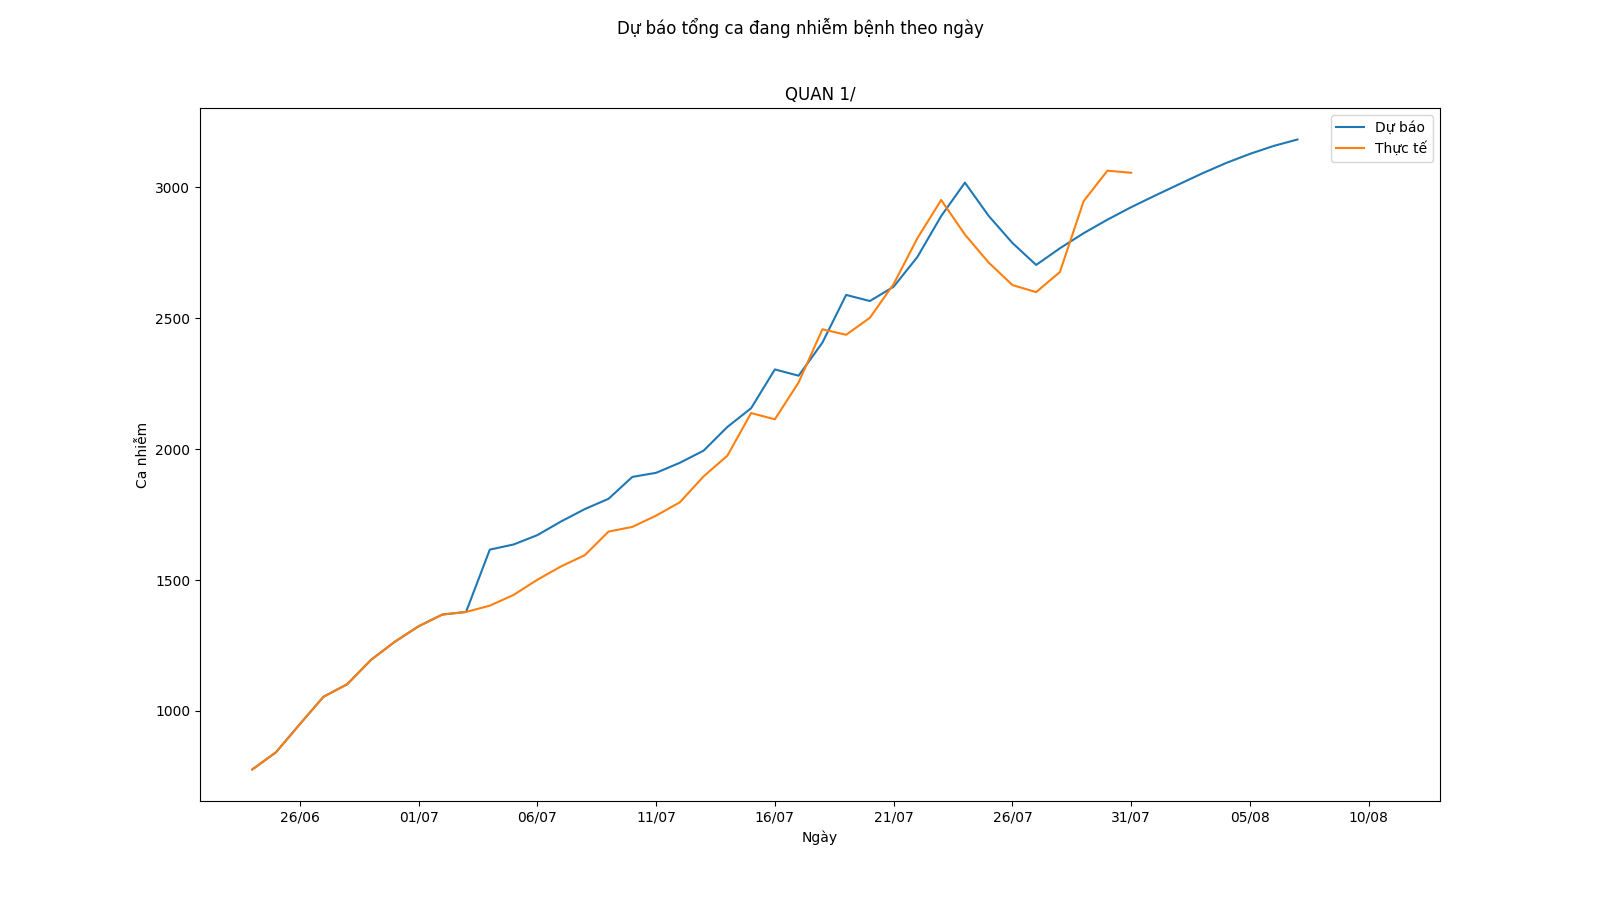 Dự báo tổng ca đang nhiễm bệnh theo ngày
QUAN 1/
Dự báo
Thực tế
3000
2500
2000
1500
1000
Ca nhiễm
26/06
01/07
06/07
11/07
16/07
21/07
26/07
31/07
05/08
10/08
Ngày